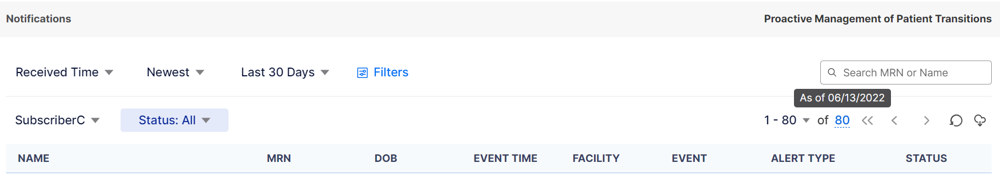 Notifications Proactive Management of Patient Transitions
Received Time Newest Last 30 Days Filters Search MRN or Name
As of 06/13/2022
SubscriberC Status: All 1 - 80 of 80
NAME MRN DOB EVENT TIME FACILITY EVENT ALERT TYPE STATUS